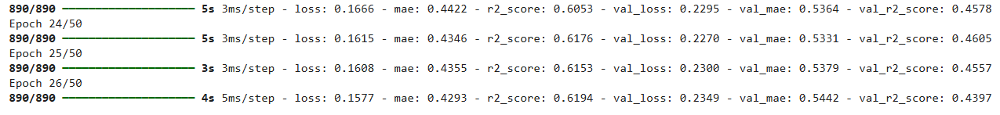 890/890 ━━━━━━━━━━━━━━━━━━━━ 5s 3ms/step - loss: 0.1666 - mae: 0.4422 - r2_score: 0.6053 - val_loss: 0.2295 - val_mae: 0.5364 - val_r2_score: 0.4578
Epoch 24/50
890/890 ━━━━━━━━━━━━━━━━━━━━ 5s 3ms/step - loss: 0.1615 - mae: 0.4346 - r2_score: 0.6176 - val_loss: 0.2270 - val_mae: 0.5331 - val_r2_score: 0.4605
Epoch 25/50
890/890 ━━━━━━━━━━━━━━━━━━━━ 3s 3ms/step - loss: 0.1608 - mae: 0.4355 - r2_score: 0.6153 - val_loss: 0.2300 - val_mae: 0.5379 - val_r2_score: 0.4557
Epoch 26/50
890/890 ━━━━━━━━━━━━━━━━━━━━ 4s 5ms/step - loss: 0.1577 - mae: 0.4293 - r2_score: 0.6194 - val_loss: 0.2349 - val_mae: 0.5442 - val_r2_score: 0.4397